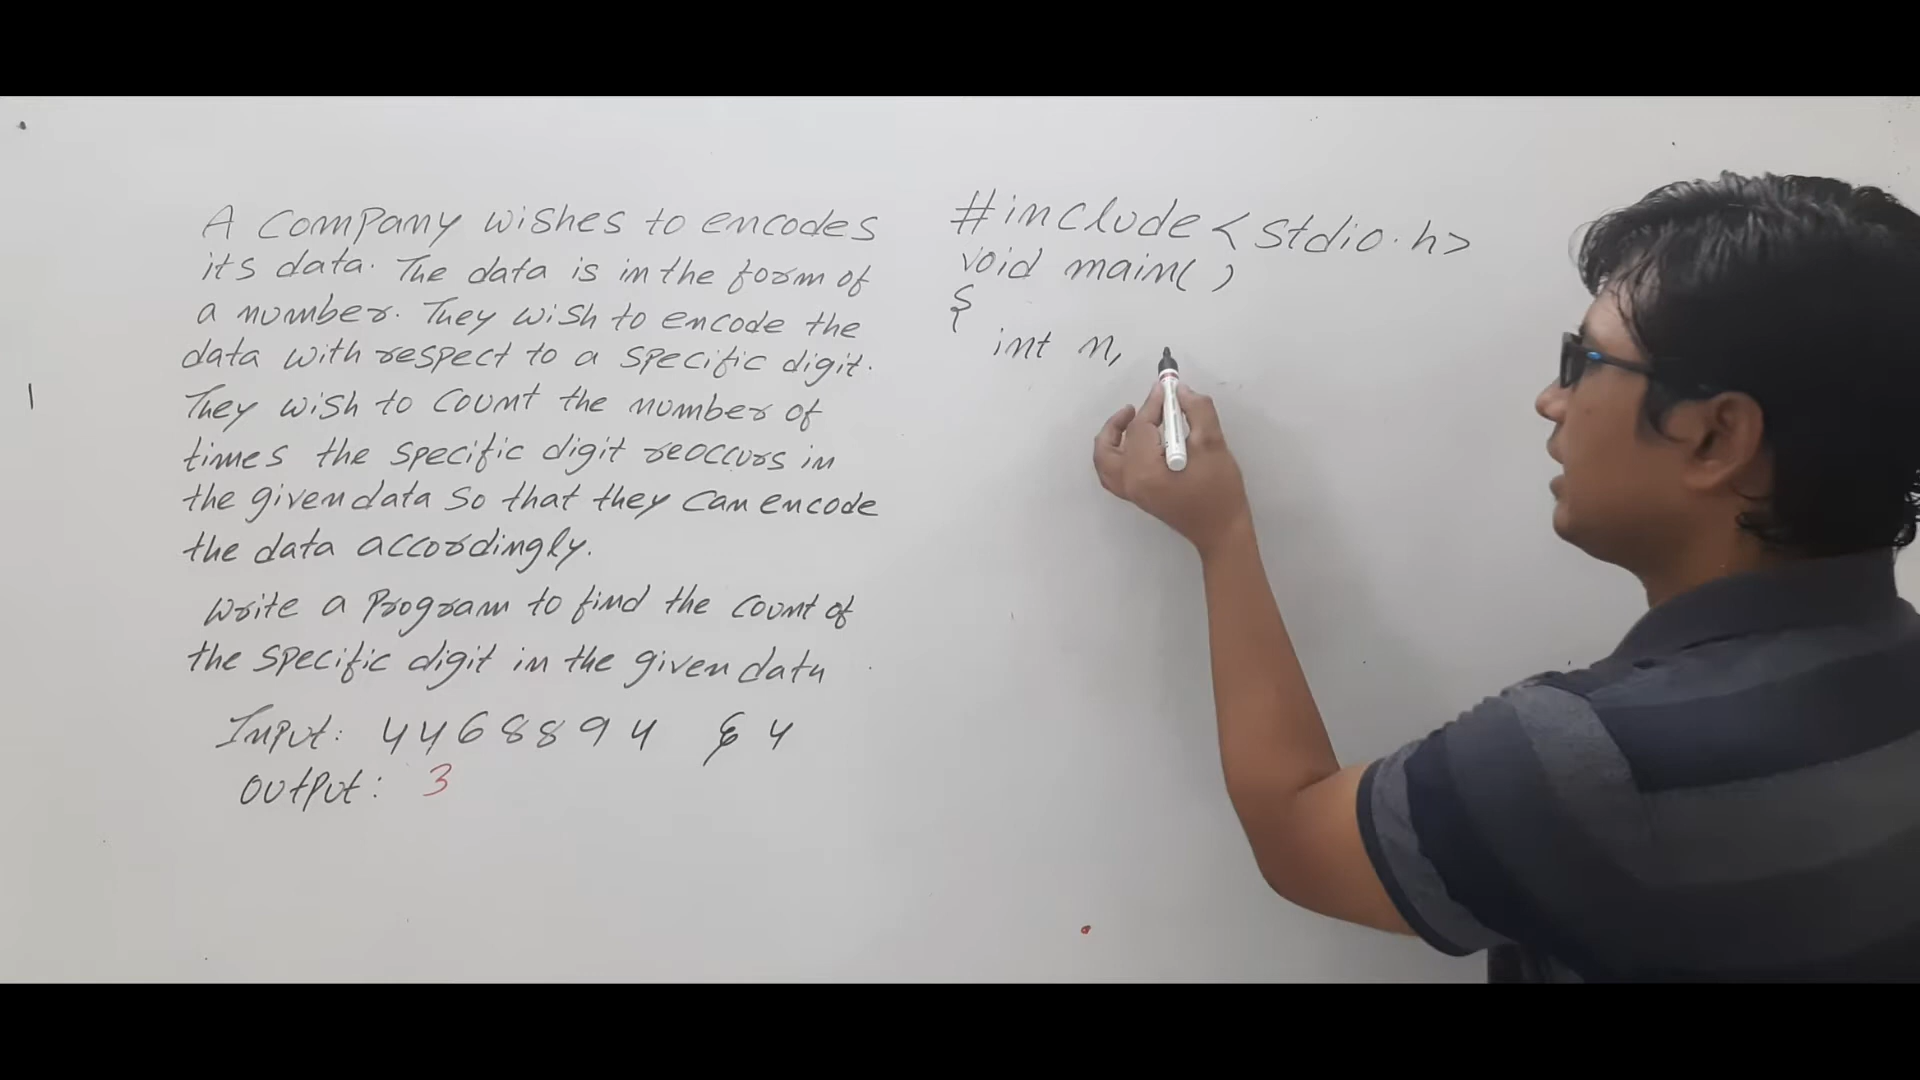 A Company wishes to encodes
its data. The data is in the form of
a number. They wish to encode the
data with respect to a specific digit.
They wish to count the number of
times the specific digit reoccurs in
the given data so that they can encode
the data accordingly.
Write a Program to find the count of
the specific digit in the given data
Input: 4468894 & 4
Output: 3
#include<stdio.h>
void main()
{
int n,